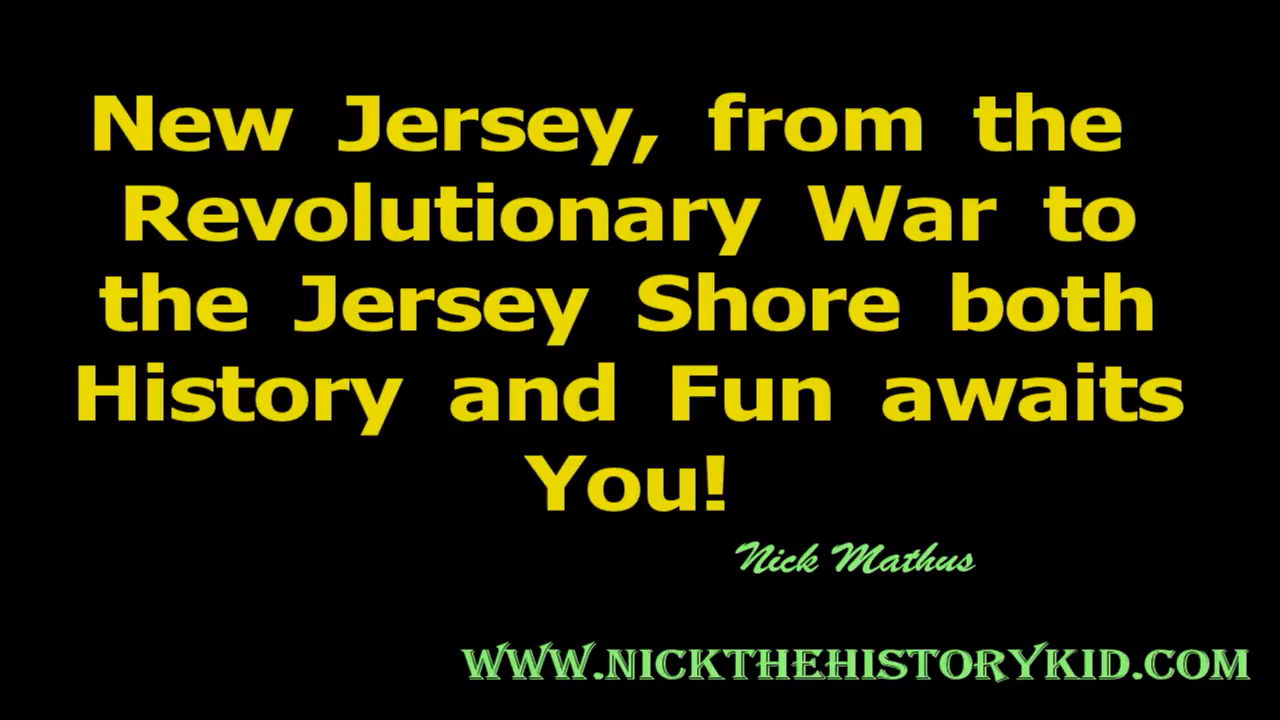 New Jersey, from the
Revolutionary War to
the Jersey Shore both
History and Fun awaits
You!
Nick Mathus
WWW.NICKTHEHISTORYKID.COM